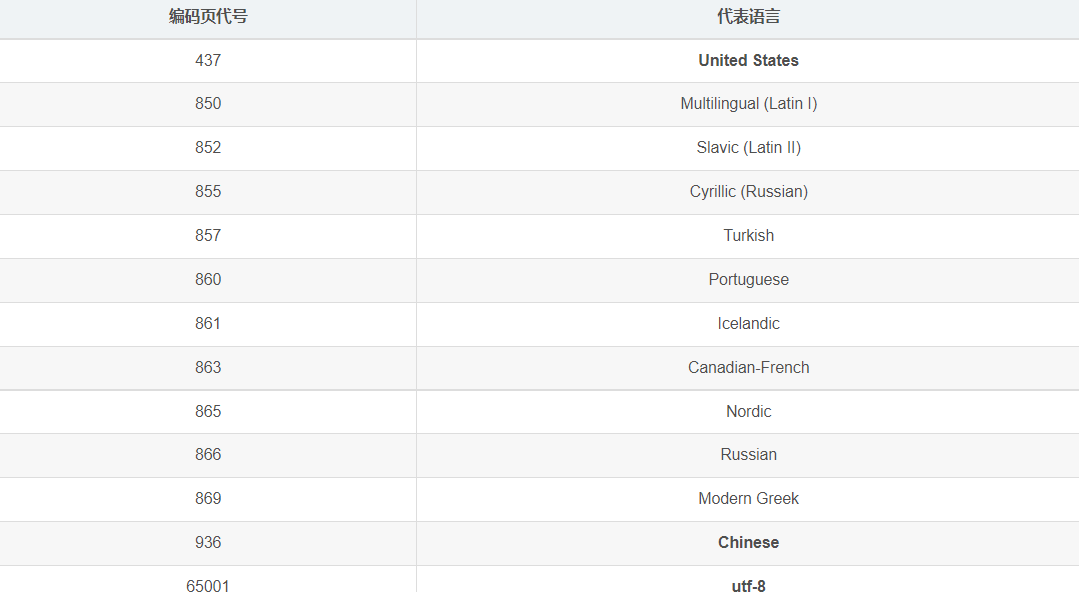 编码页代号 代表语言
437 United States
850 Multilingual (Latin I)
852 Slavic (Latin II)
855 Cyrillic (Russian)
857 Turkish
860 Portuguese
861 Icelandic
863 Canadian-French
865 Nordic
866 Russian
869 Modern Greek
936 Chinese
65001 utf-8